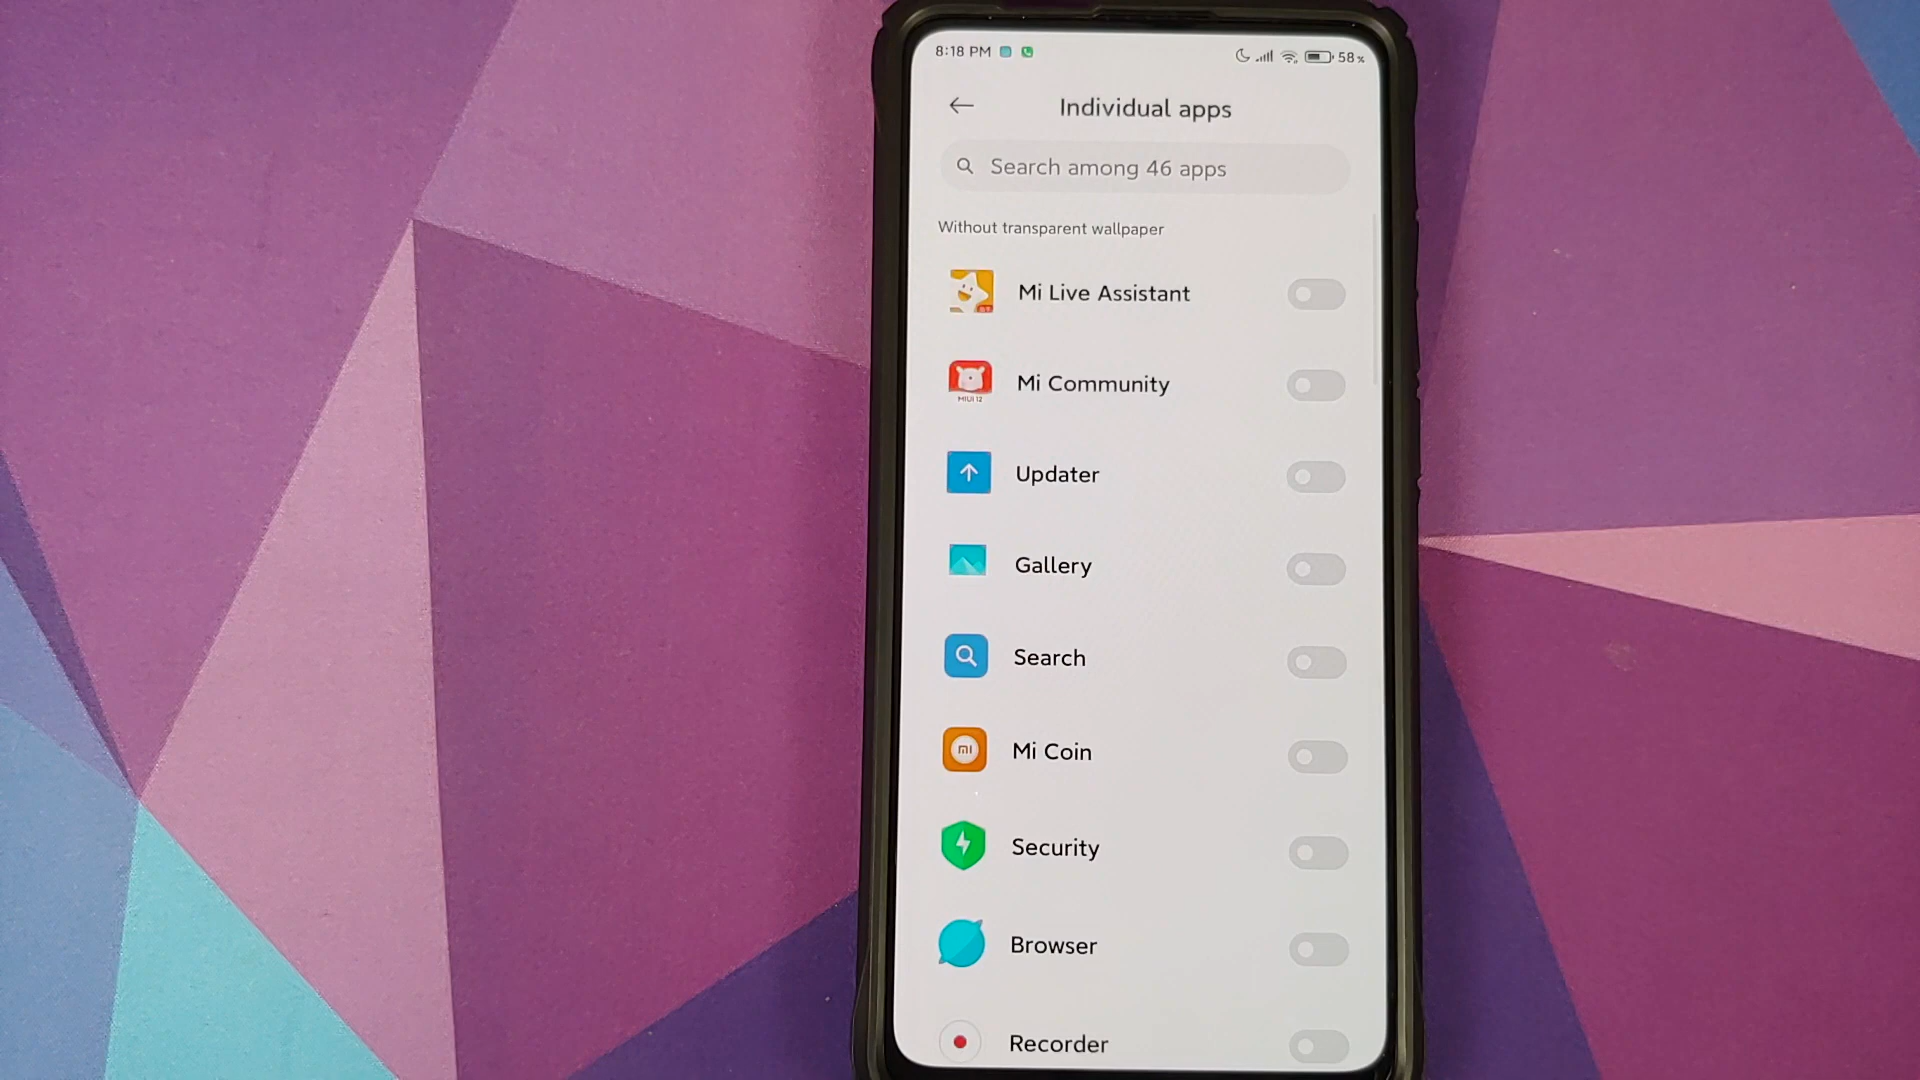 8:18 PM
58%
Individual apps
Search among 46 apps
Without transparent wallpaper
Mi Live Assistant
Mi Community
MIUI 12
Updater
Gallery
Search
Mi Coin
mi
Security
Browser
Recorder